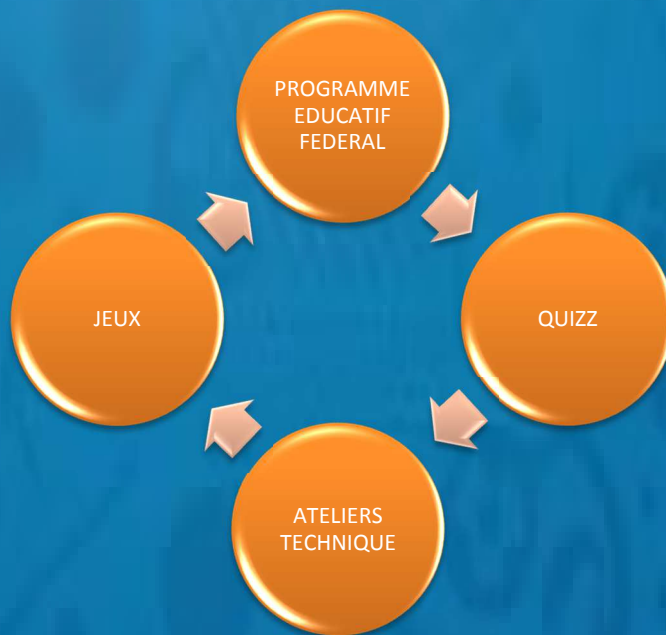 PROGRAMME
EDUCATIF
FEDERAL
QUIZZ
ATELIERS
TECHNIQUE
JEUX